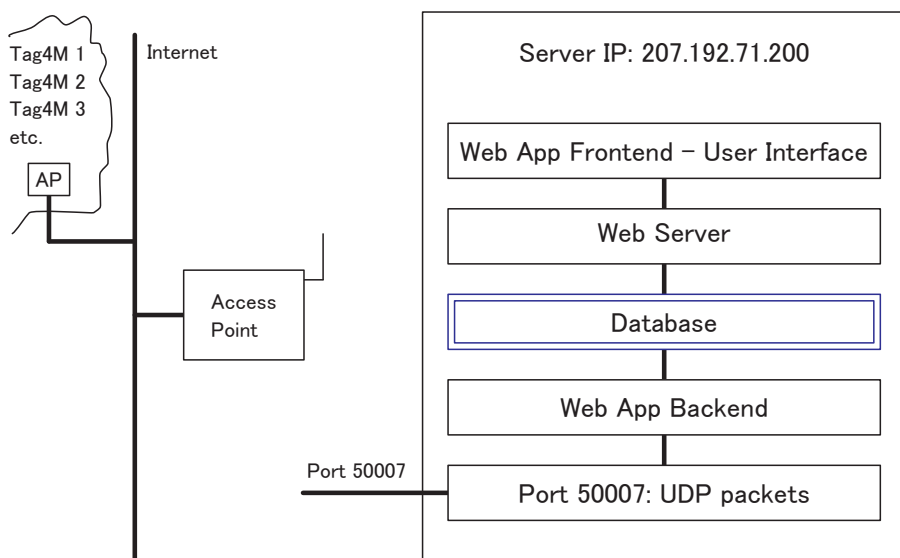 Tag4M 1
Tag4M 2
Tag4M 3
etc.
AP
Internet
Access
Point
Port 50007
Server IP: 207.192.71.200
Web App Frontend - User Interface
Web Server
Database
Web App Backend
Port 50007: UDP packets